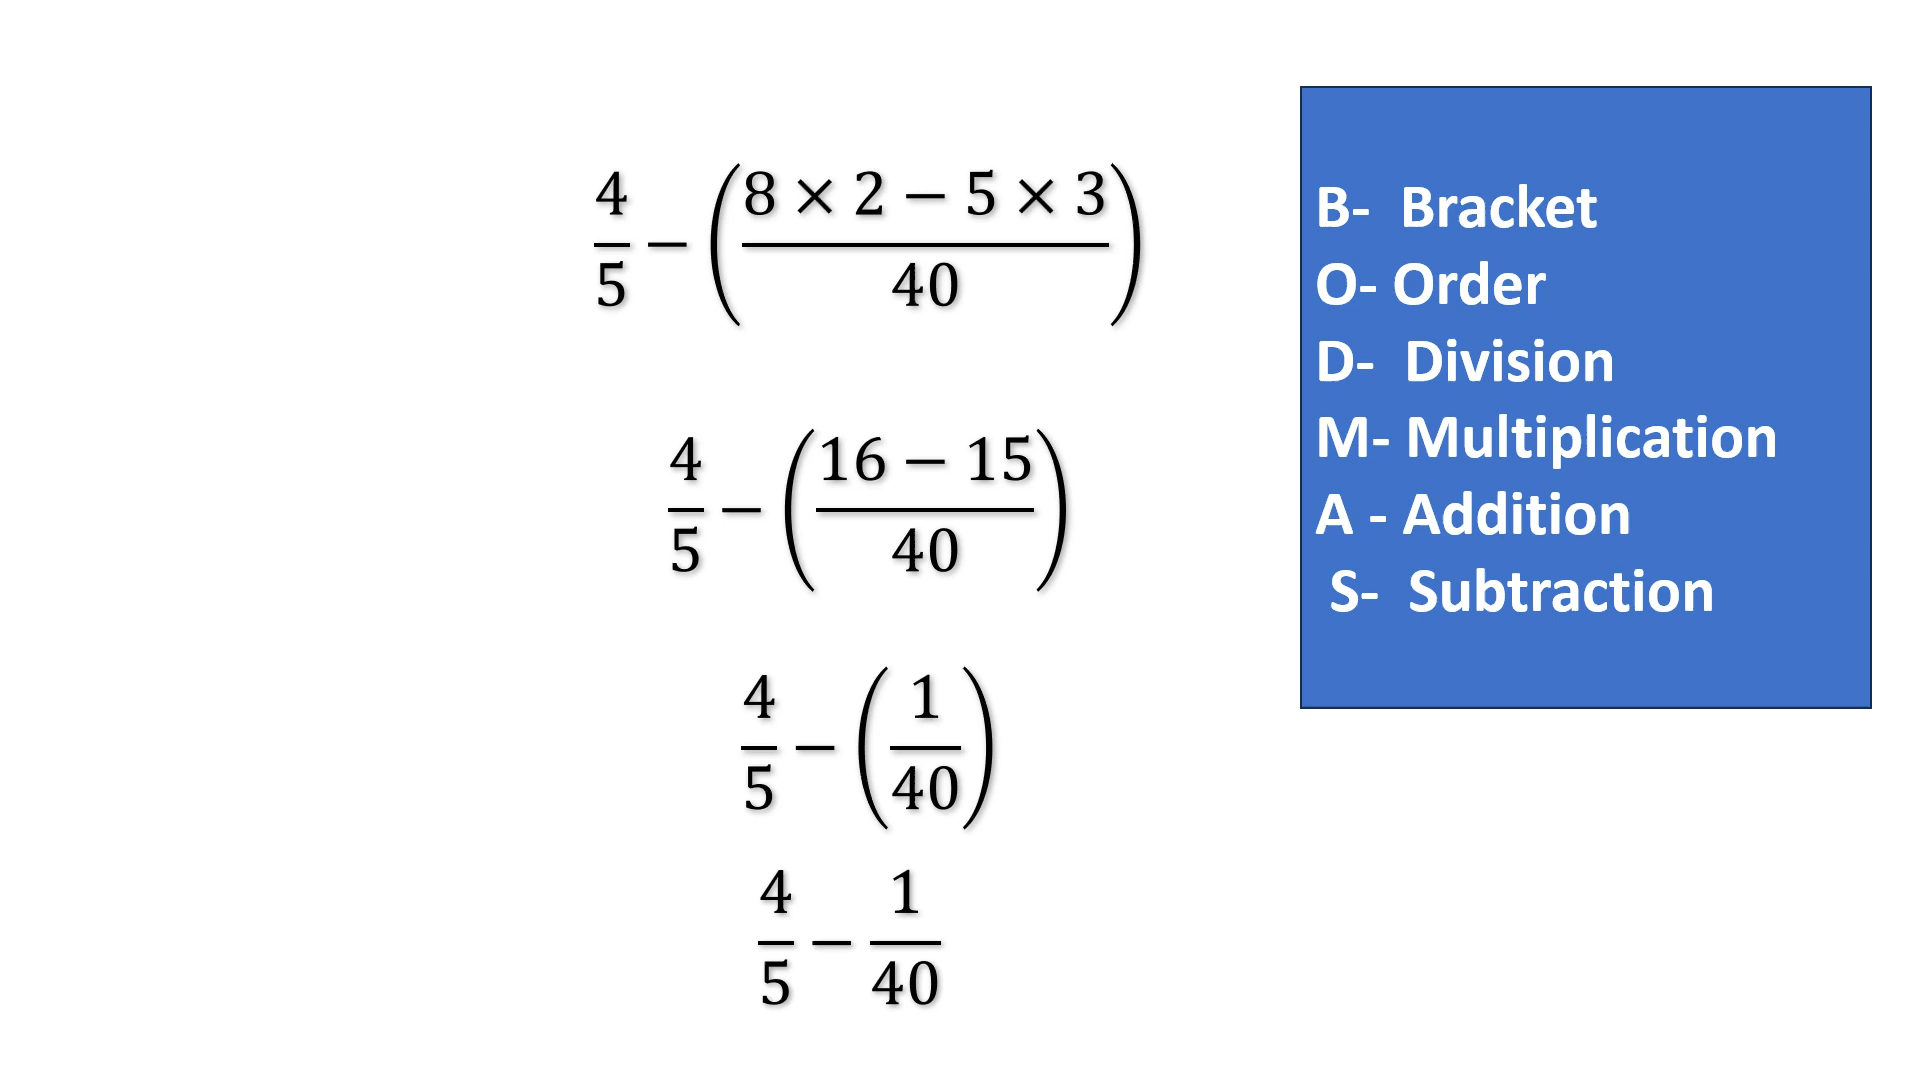 4/5 − (8 × 2 − 5 × 3 / 40)
4/5 − (16 − 15 / 40)
4/5 − (1/40)
4/5 − 1/40
B- Bracket
O- Order
D- Division
M- Multiplication
A - Addition
S- Subtraction